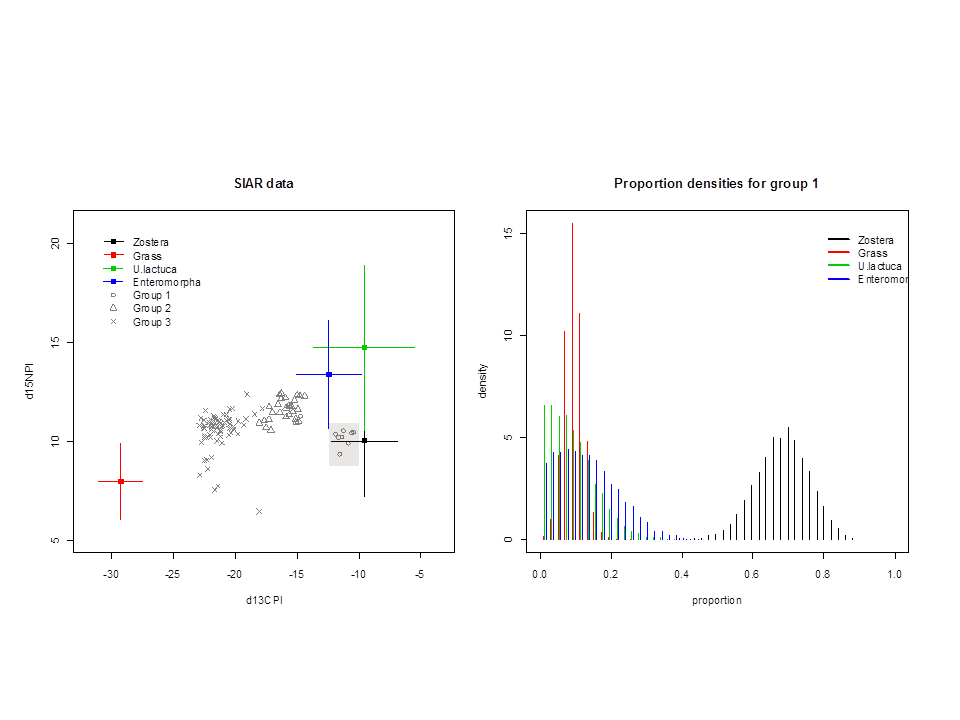 SIAR data
20
15
10
5
d15NPl
Zostera
Grass
U.lactuca
Enteromorpha
Group 1
Group 2
Group 3
-30 -25 -20 -15 -10 -5
d13CPl
Proportion densities for group 1
15
10
5
0
density
Zostera
Grass
U.lactuca
Enteromor
0.0 0.2 0.4 0.6 0.8 1.0
proportion